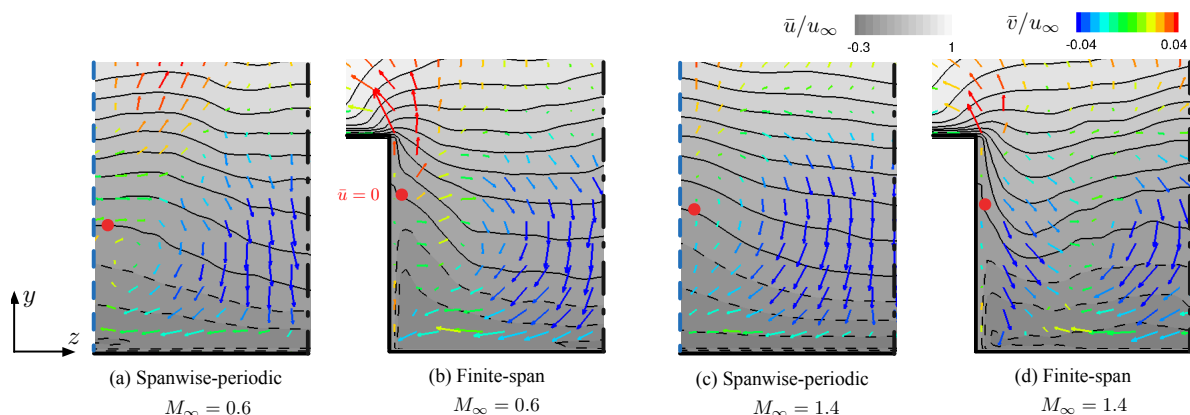 ū/u∞ -0.3 1 v̄/u∞ -0.04 0.04
ū = 0
y
z
(a) Spanwise-periodic (b) Finite-span (c) Spanwise-periodic (d) Finite-span
M∞ = 0.6 M∞ = 0.6 M∞ = 1.4 M∞ = 1.4